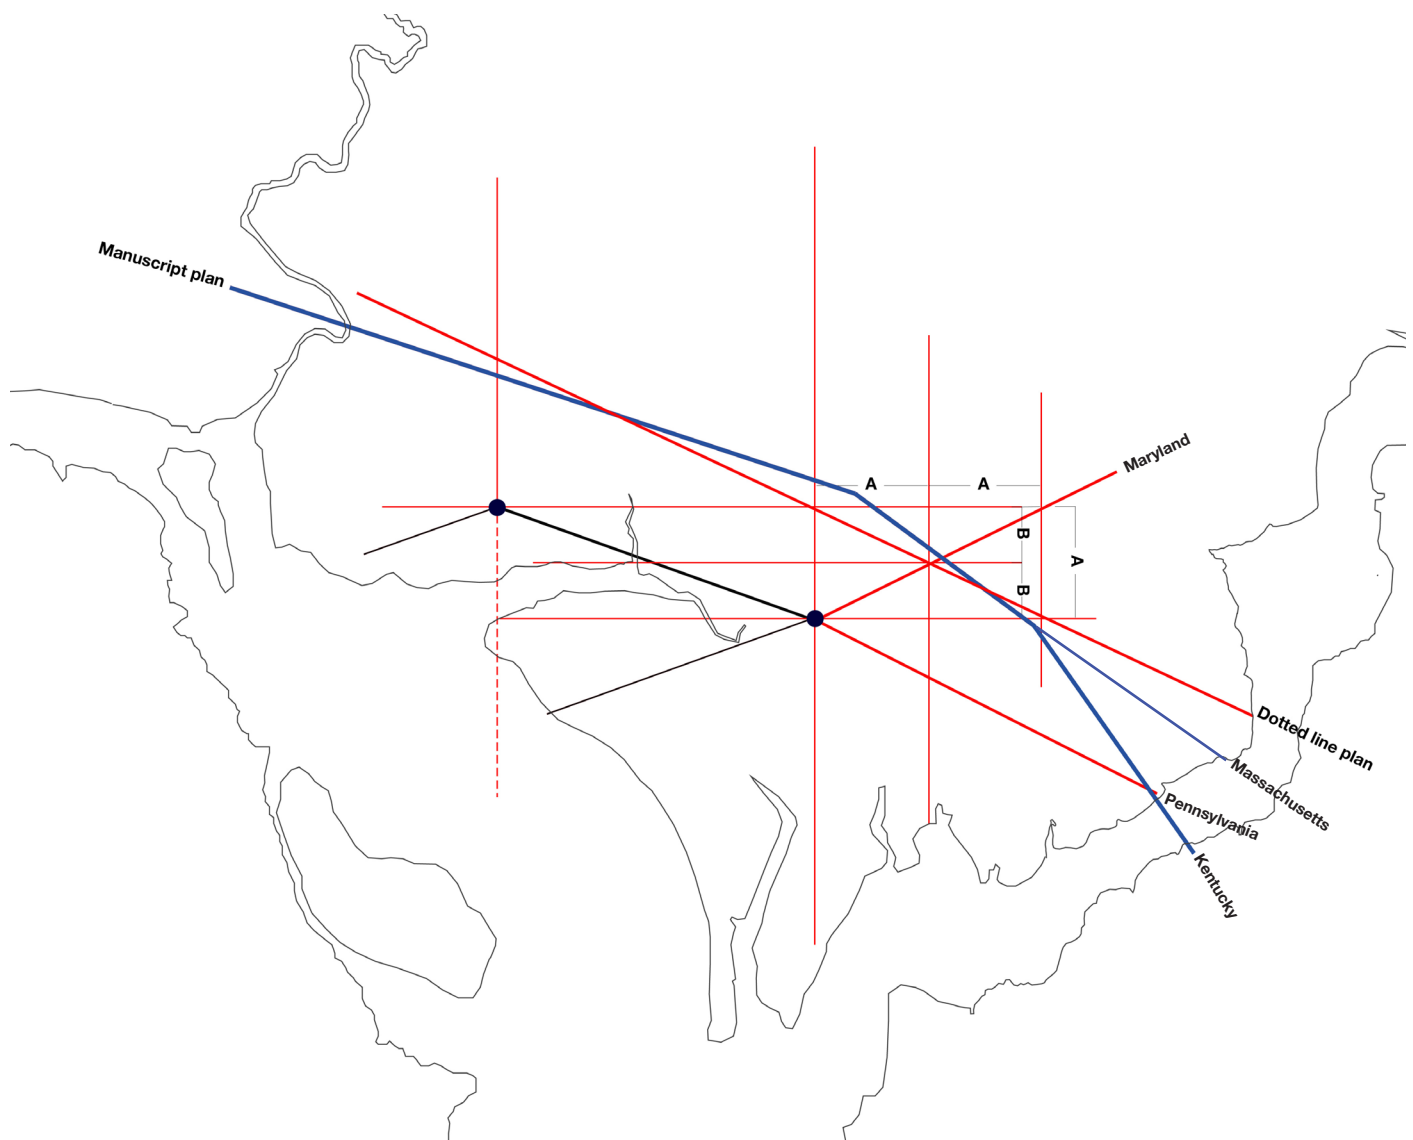 Manuscript plan
Maryland
A
A
B
A
B
Dotted line plan
Massachusetts
Pennsylvania
Kentucky